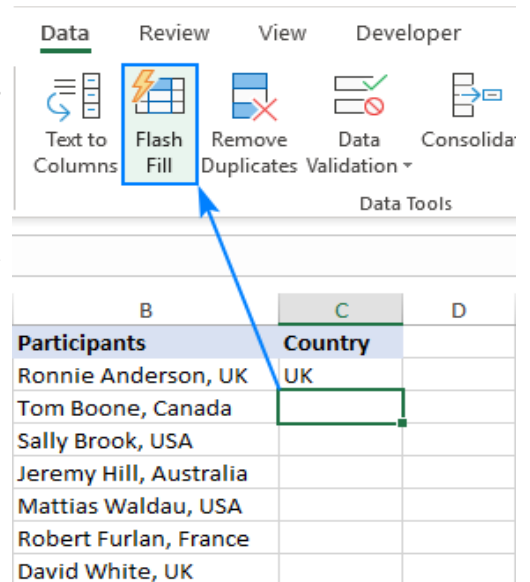 Data Review View Developer
Text to Flash Remove Data Consolida
Columns Fill Duplicates Validation
Data Tools
B C D
Participants Country
Ronnie Anderson, UK UK
Tom Boone, Canada
Sally Brook, USA
Jeremy Hill, Australia
Mattias Waldau, USA
Robert Furlan, France
David White, UK